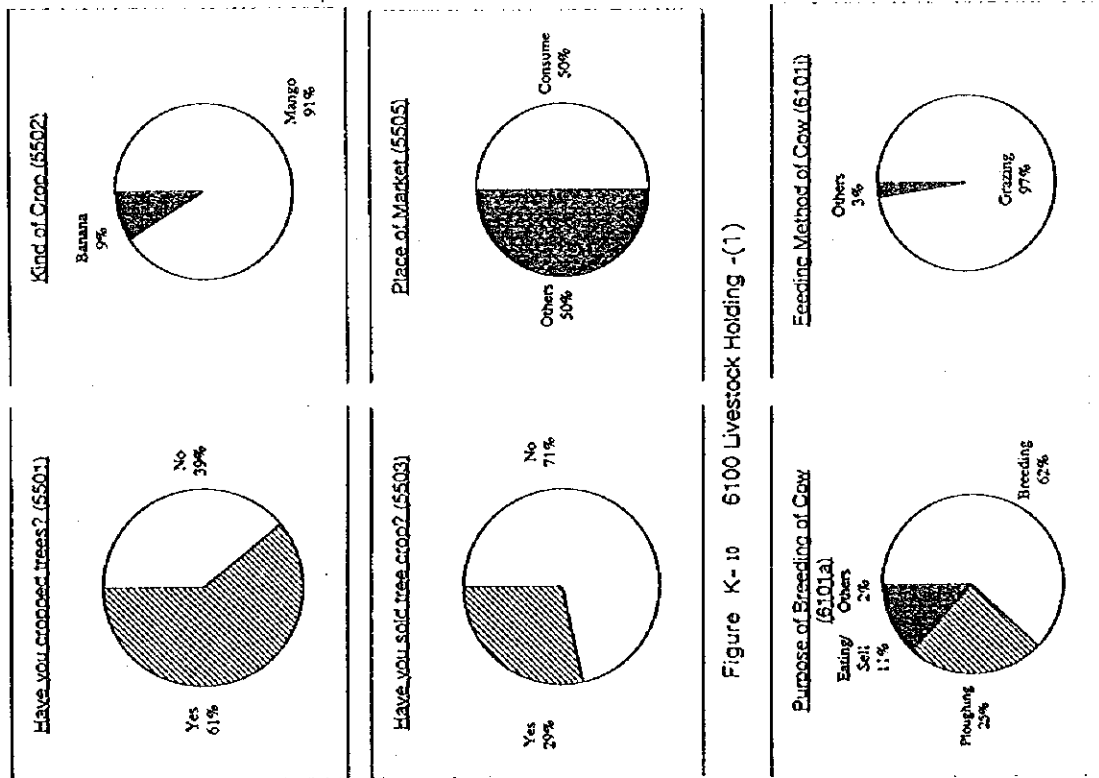 Have you cropped trees? (5501)
No
39%
Yes
61%
Kind of Crop (5502)
Banana
9%
Mango
91%
Have you sold tree crop? (5503)
No
71%
Yes
29%
Place of Market (5505)
Consume
50%
Others
50%
Figure K-10 6100 Livestock Holding -(1)
Purpose of Breeding of Cow
(6101a)
Eating/
Sell
11%
Others
2%
Ploughing
25%
Breeding
62%
Feeding Method of Cow (6101i)
Others
3%
Grazing
97%